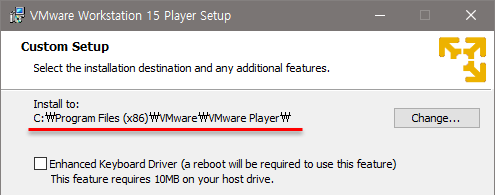 VMware Workstation 15 Player Setup
Custom Setup
Select the installation destination and any additional features.
Install to:
C:₩Program Files (x86)₩VMware₩VMware Player₩
Change...
Enhanced Keyboard Driver (a reboot will be required to use this feature)
This feature requires 10MB on your host drive.